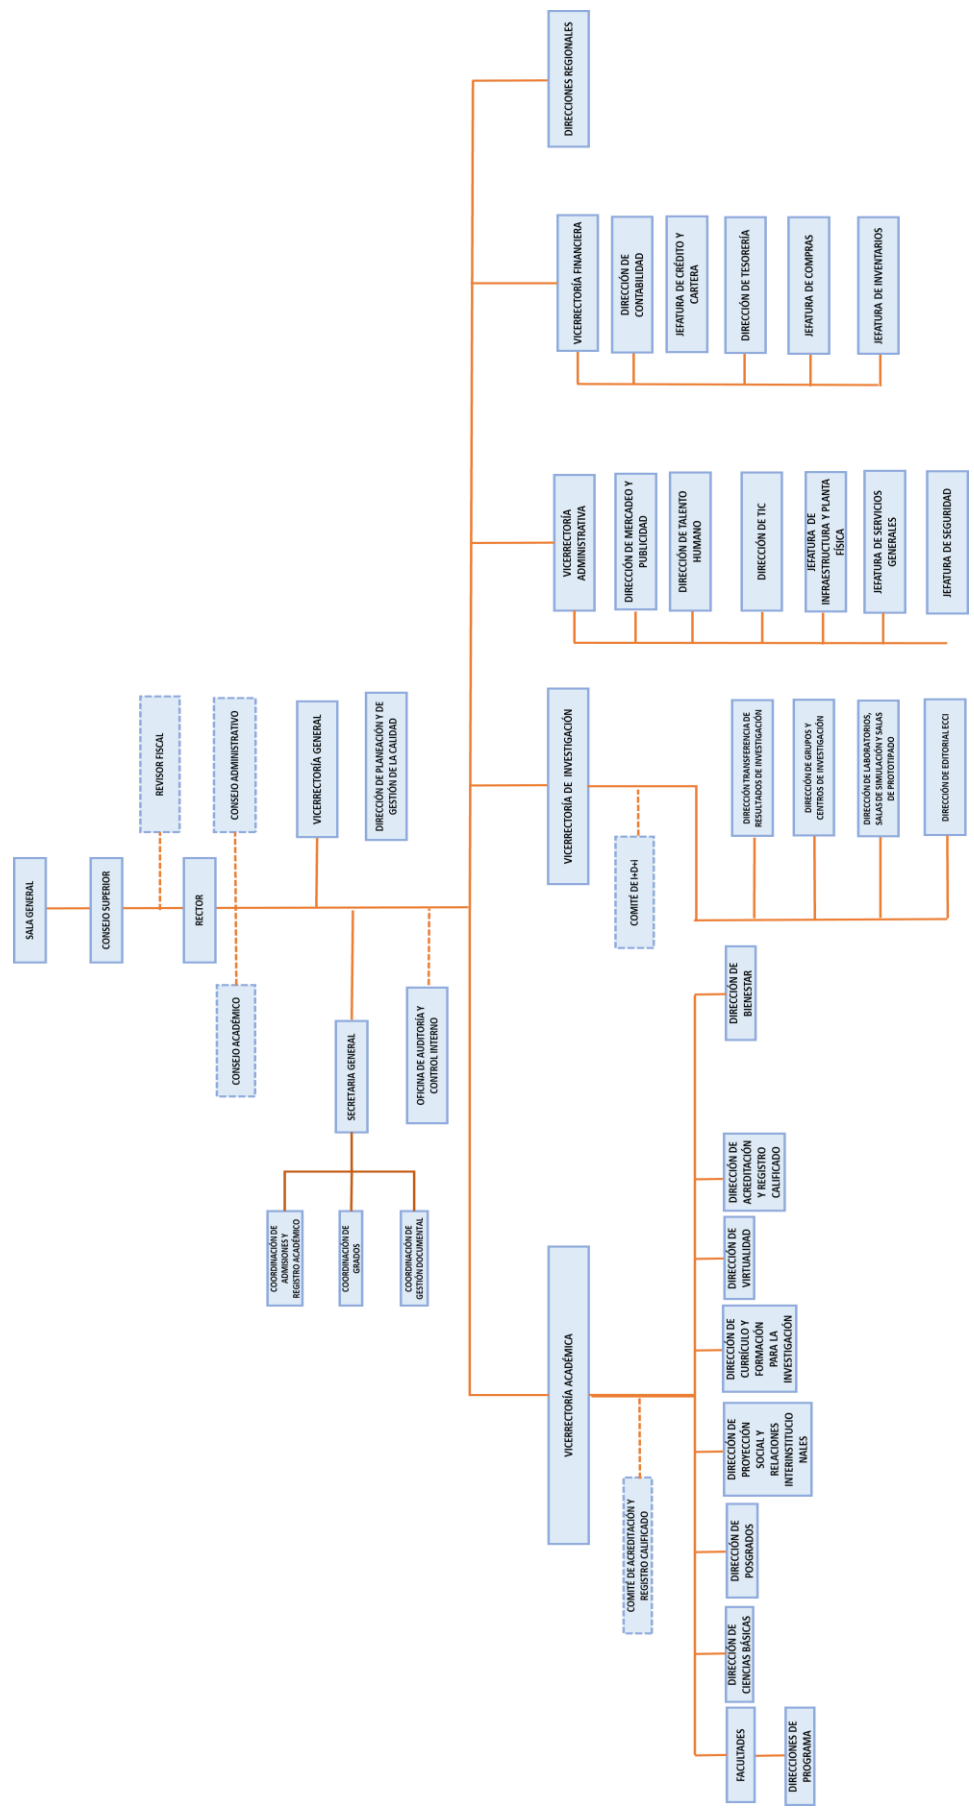 SALA GENERAL
CONSEJO SUPERIOR
REVISOR FISCAL
RECTOR
CONSEJO ACADÉMICO
CONSEJO ADMINISTRATIVO
VICERRECTORÍA GENERAL
SECRETARIA GENERAL
DIRECCIÓN DE PLANEACIÓN Y DE
GESTIÓN DE LA CALIDAD
OFICINA DE AUDITORÍA Y
CONTROL INTERNO
COORDINACIÓN DE
ADMISIONES Y
REGISTRO ACADÉMICO
COORDINACIÓN DE
GRADOS
COORDINACIÓN DE
GESTIÓN DOCUMENTAL
VICERRECTORÍA ACADÉMICA
COMITÉ DE ACREDITACIÓN Y
REGISTRO CALIFICADO
FACULTADES
DIRECCIONES DE
PROGRAMA
DIRECCIÓN DE
CIENCIAS BÁSICAS
DIRECCIÓN DE
POSGRADOS
DIRECCIÓN DE
PROYECCIÓN
SOCIAL Y
RELACIONES
INTERINSTITUCIO
NALES
DIRECCIÓN DE
CURRÍCULO Y
FORMACIÓN
PARA LA
INVESTIGACIÓN
DIRECCIÓN DE
VIRTUALIDAD
DIRECCIÓN DE
ACREDITACIÓN
Y REGISTRO
CALIFICADO
DIRECCIÓN DE
BIENESTAR
VICERRECTORÍA DE INVESTIGACIÓN
COMITÉ DE I+D+i
DIRECCIÓN TRANSFERENCIA DE
RESULTADOS DE INVESTIGACIÓN
DIRECCIÓN DE GRUPOS Y
CENTROS DE INVESTIGACIÓN
DIRECCIÓN DE LABORATORIOS,
SALAS DE SIMULACIÓN Y SALAS
DE PROTOTIPADO
DIRECCIÓN DE EDITORIAL ECCI
VICERRECTORÍA
ADMINISTRATIVA
DIRECCIÓN DE MERCADEO Y
PUBLICIDAD
DIRECCIÓN DE TALENTO
HUMANO
DIRECCIÓN DE TIC
JEFATURA DE
INFRAESTRUCTURA Y PLANTA
FÍSICA
JEFATURA DE SERVICIOS
GENERALES
JEFATURA DE SEGURIDAD
VICERRECTORÍA FINANCIERA
DIRECCIÓN DE
CONTABILIDAD
JEFATURA DE CRÉDITO Y
CARTERA
DIRECCIÓN DE TESORERÍA
JEFATURA DE COMPRAS
JEFATURA DE INVENTARIOS
DIRECCIONES REGIONALES